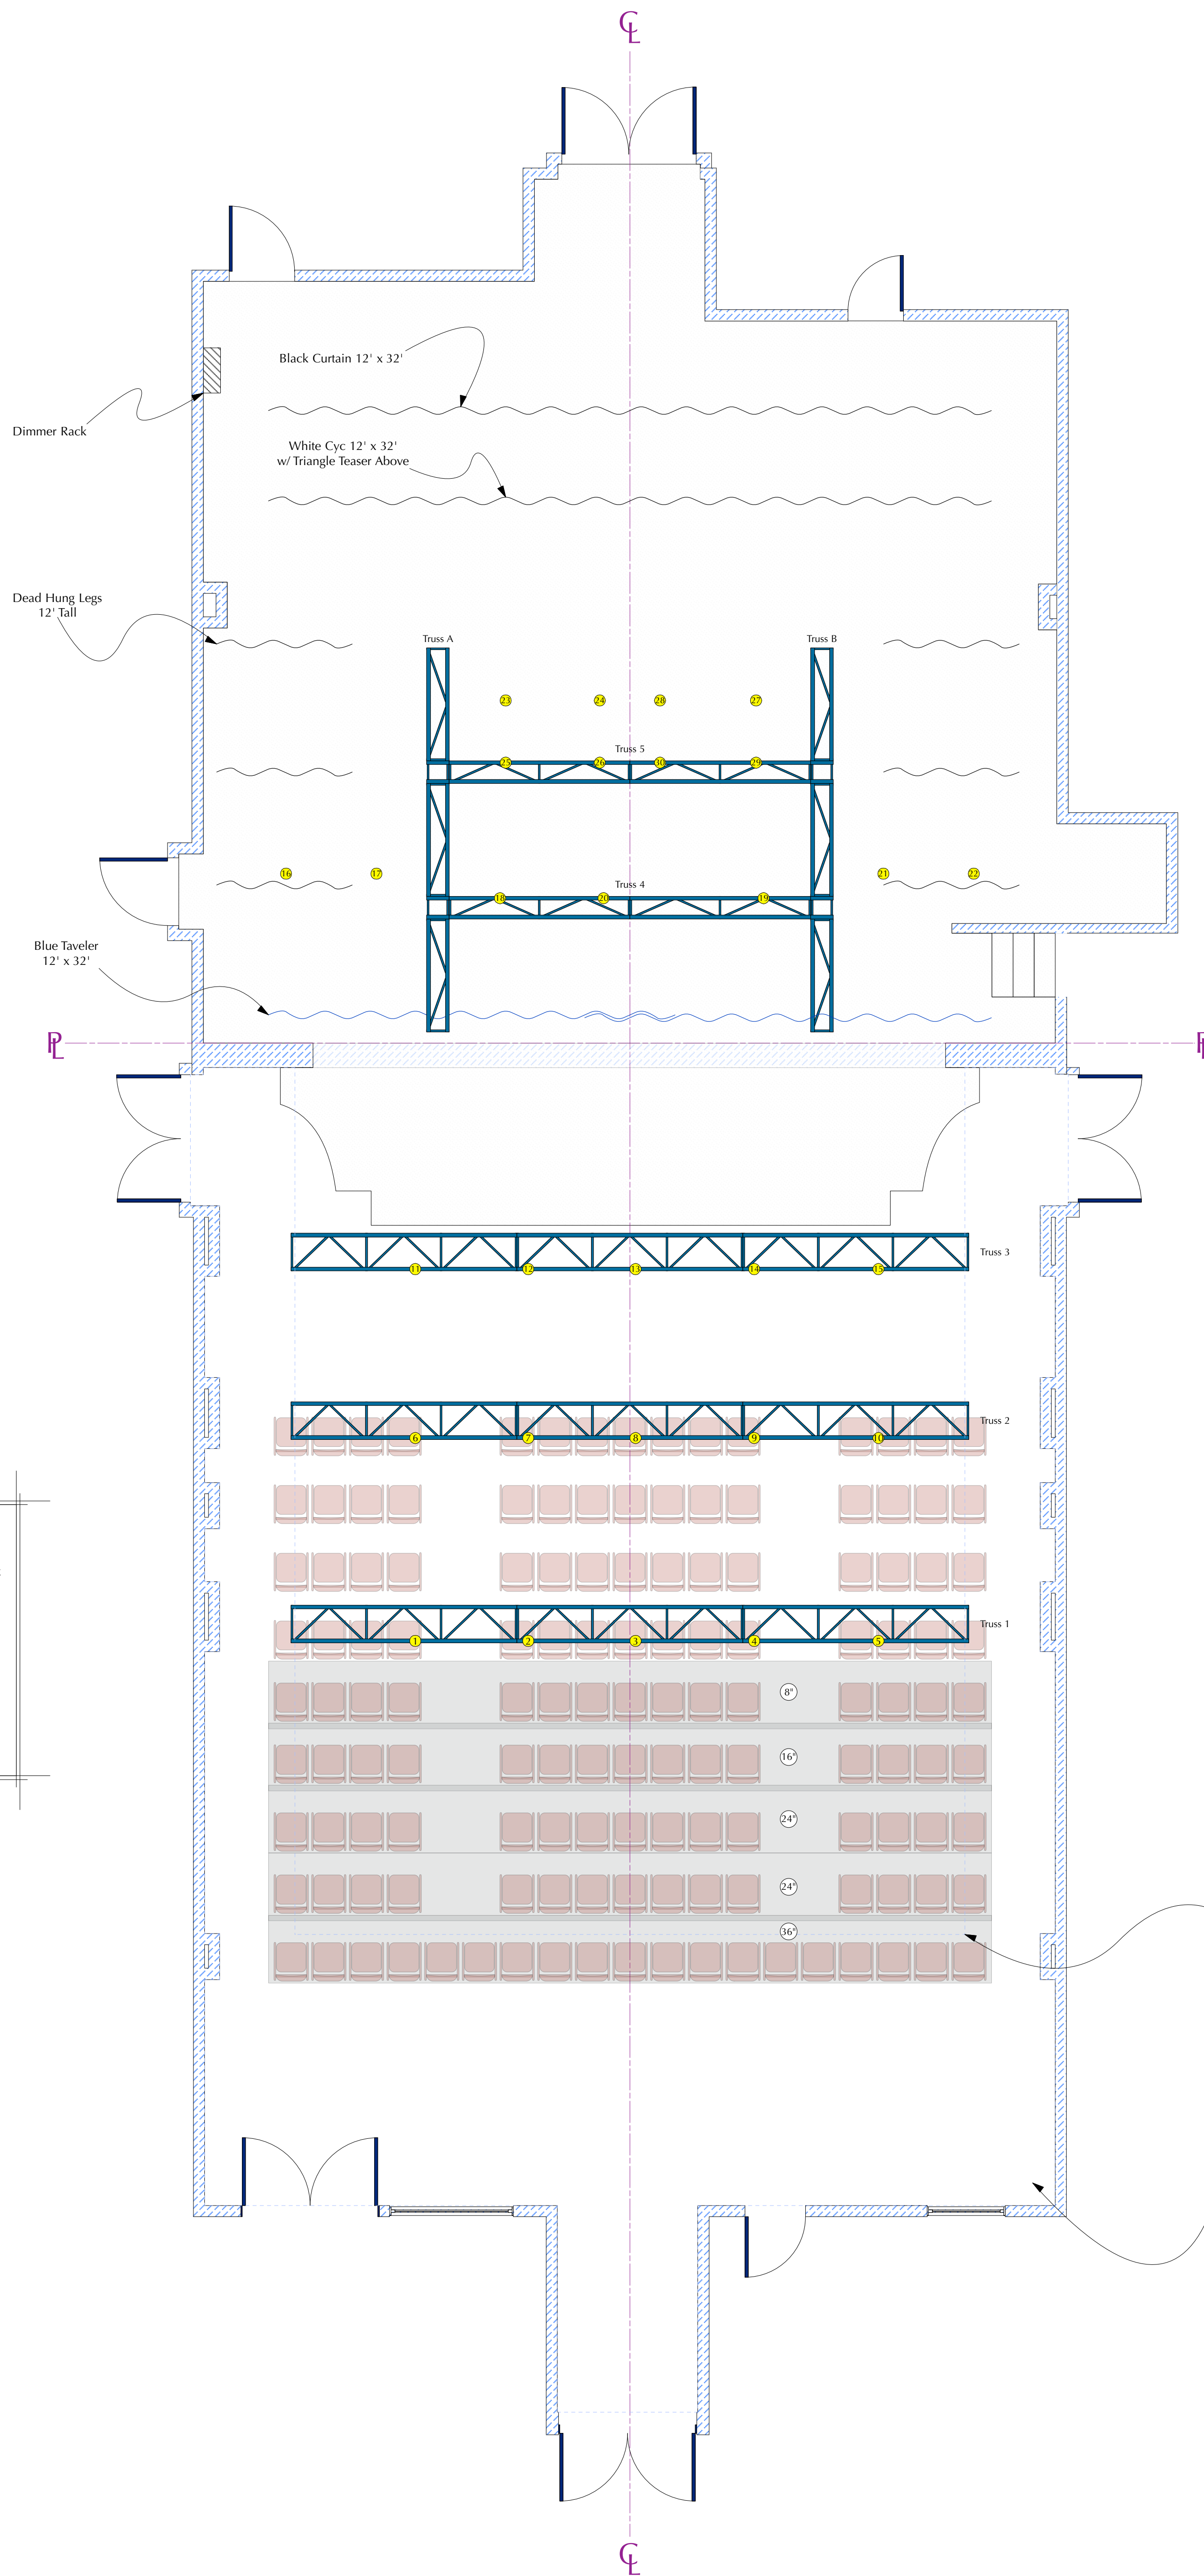 CL
Black Curtain 12' x 32'
Dimmer Rack
White Cyc 12' x 32'
w/ Triangle Teaser Above
Dead Hung Legs
12' Tall
Truss A
Truss B
23
24
28
27
Truss 5
25
26
30
29
16
17
21
22
Truss 4
18
20
19
Blue Taveler
12' x 32'
PL
Truss 3
11
12
13
14
15
Truss 2
6
7
8
9
10
Truss 1
1
2
3
4
5
8"
16"
24"
24"
36"
CL